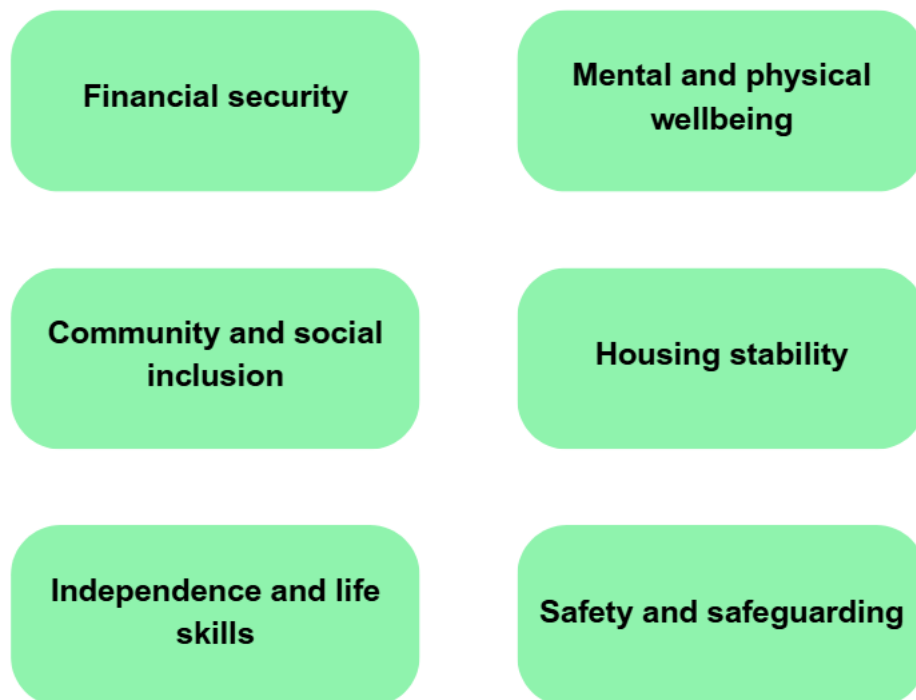 Financial security
Mental and physical
wellbeing
Community and social
inclusion
Housing stability
Independence and life
skills
Safety and safeguarding